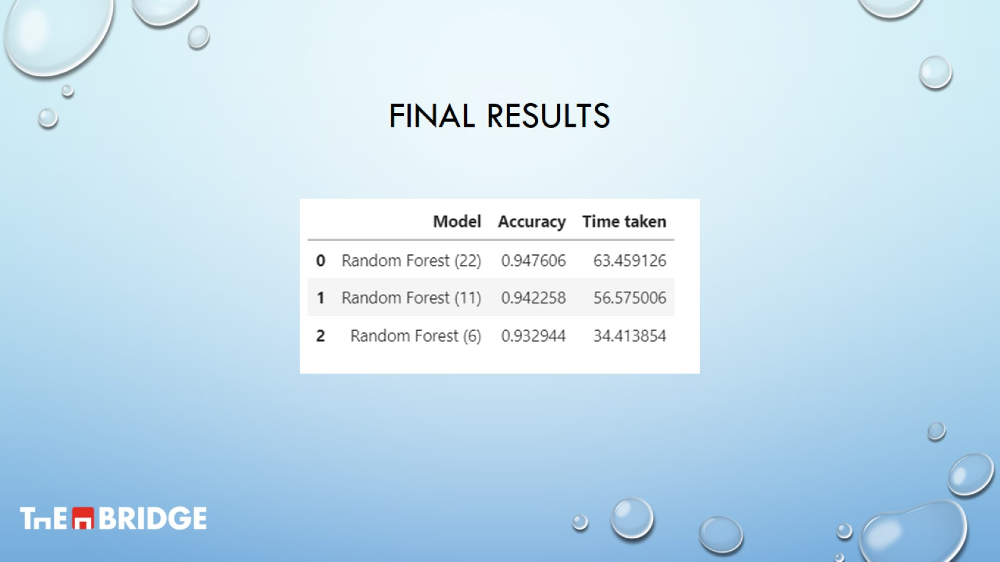 FINAL RESULTS
Model Accuracy Time taken
0 Random Forest (22) 0.947606 63.459126
1 Random Forest (11) 0.942258 56.575006
2 Random Forest (6) 0.932944 34.413854
THE BRIDGE